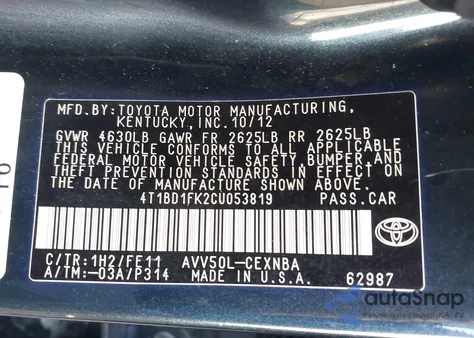 MFD.BY:TOYOTA MOTOR MANUFACTURING,
KENTUCKY,INC.10/12
GVWR 4630LB GAWR FR 2625LB RR 2625LB
THIS VEHICLE CONFORMS TO ALL APPLICABLE
FEDERAL MOTOR VEHICLE SAFETY,BUMPER,AND
THEFT PREVENTION STANDARDS IN EFFECT ON
THE DATE OF MANUFACTURE SHOWN ABOVE.
4T1BD1FK2CU053819 PASS.CAR
C/TR:1H2/FE11 AVV50L-CEXNBA
A/TM:-03A/P314 MADE IN U.S.A. 62987
autoSnap